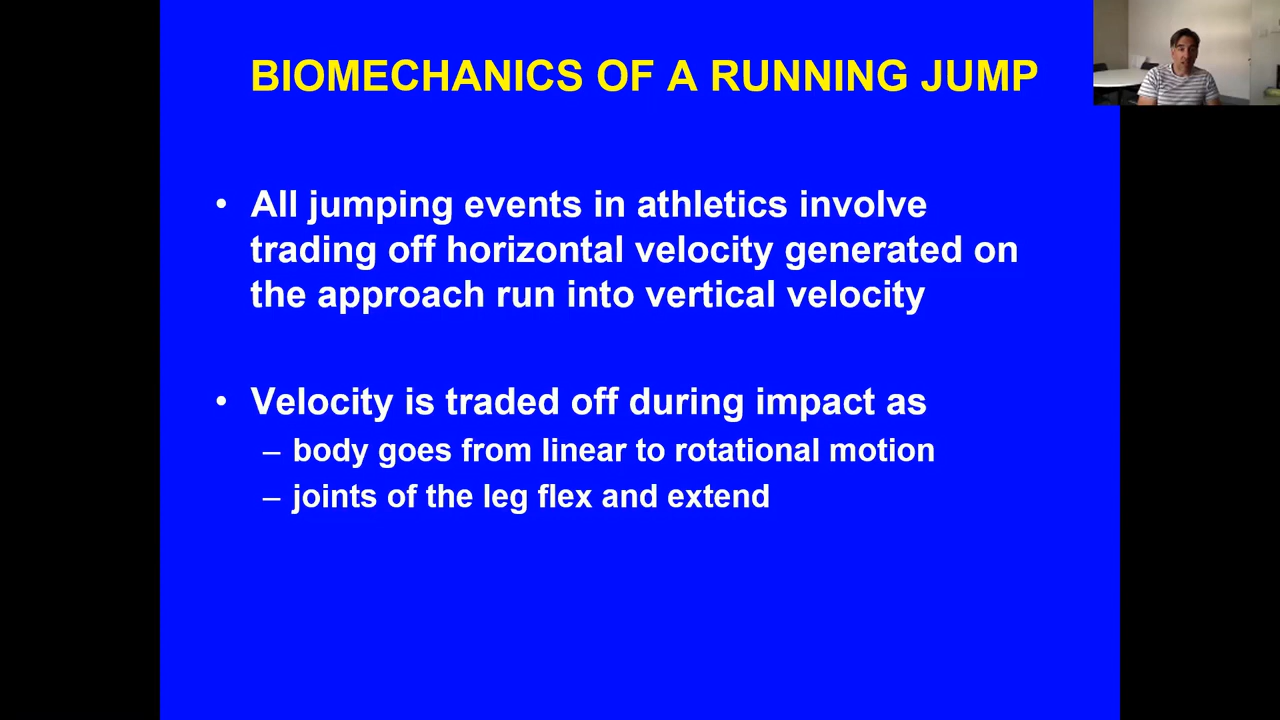 BIOMECHANICS OF A RUNNING JUMP
• All jumping events in athletics involve
trading off horizontal velocity generated on
the approach run into vertical velocity
• Velocity is traded off during impact as
– body goes from linear to rotational motion
– joints of the leg flex and extend